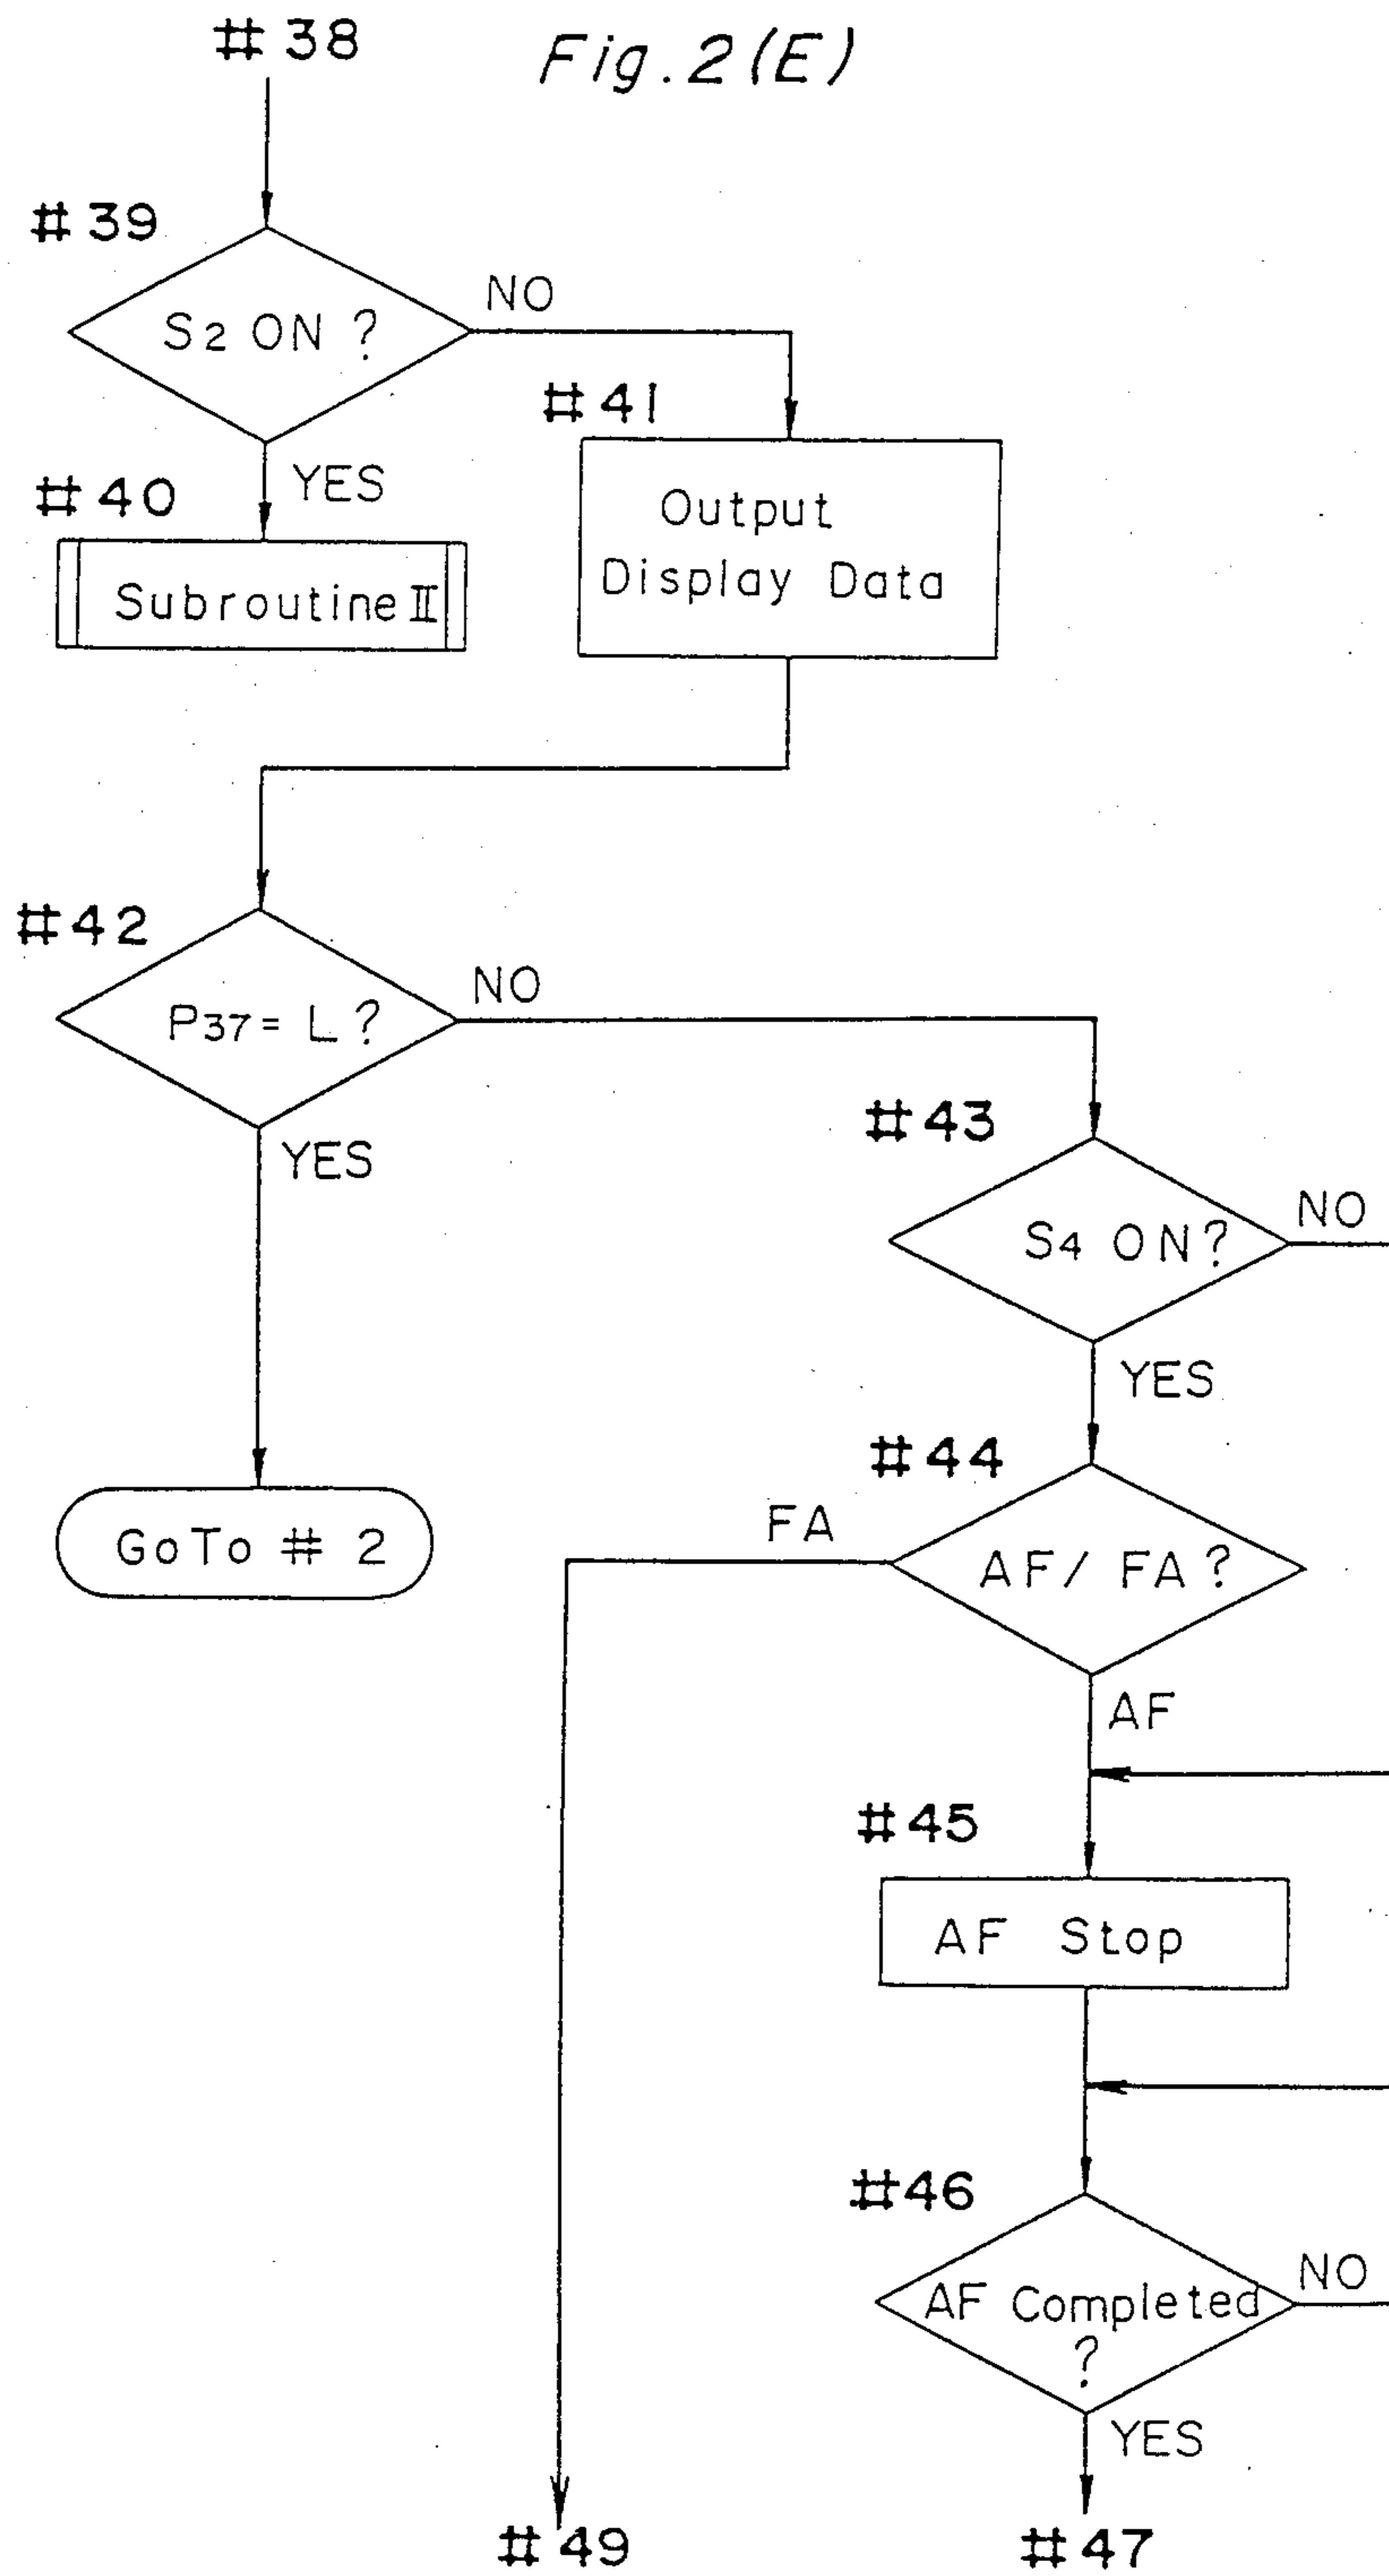 #38
Fig. 2(E)
#39
S2 ON ?
NO
YES
#40
Subroutine II
#41
Output
Display Data
#42
P37 = L ?
NO
YES
Go To # 2
#43
S4 ON?
NO
YES
#44
AF/ FA ?
FA
AF
#45
AF Stop
#46
AF Completed
?
NO
YES
#49
#47